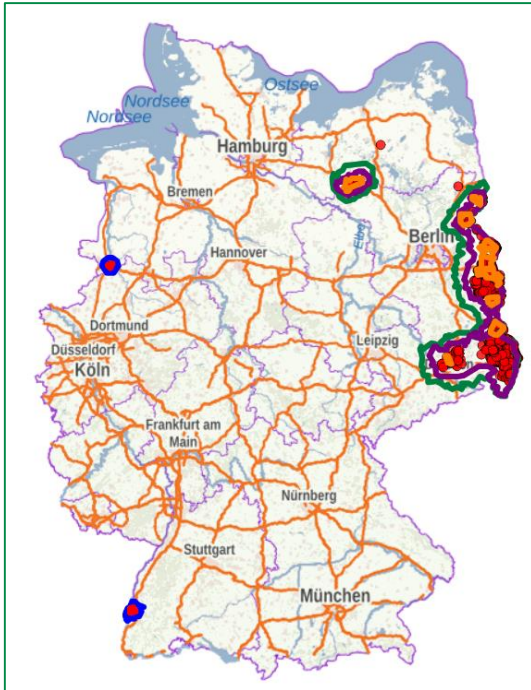 Ostsee
Nordsee
Nordsee
Hamburg
Bremen
Elbe
Berlin
Hannover
Dortmund
Düsseldorf
Leipzig
Köln
Frankfurt am
Main
Nürnberg
Stuttgart
München